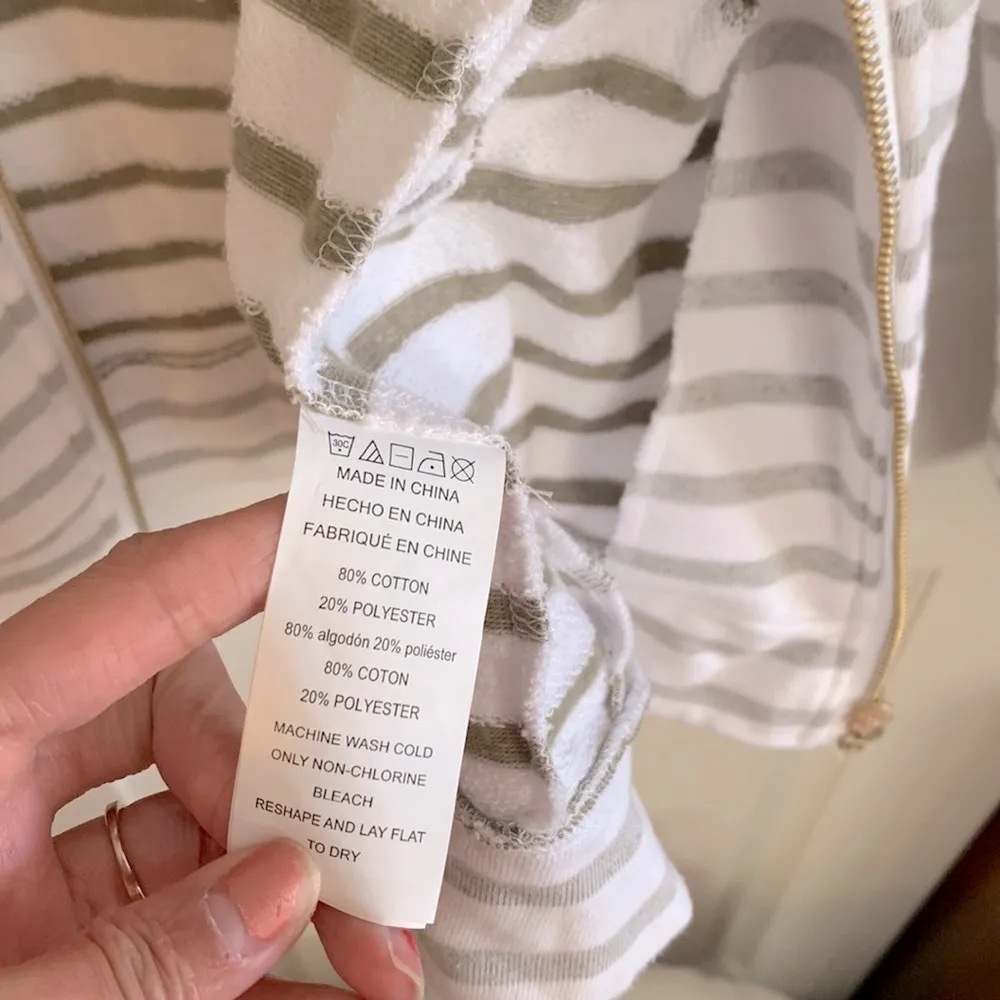 30C
MADE IN CHINA
HECHO EN CHINA
FABRIQUÉ EN CHINE
80% COTTON
20% POLYESTER
80% algodón 20% poliéster
80% COTON
20% POLYESTER
MACHINE WASH COLD
ONLY NON-CHLORINE
BLEACH
RESHAPE AND LAY FLAT
TO DRY